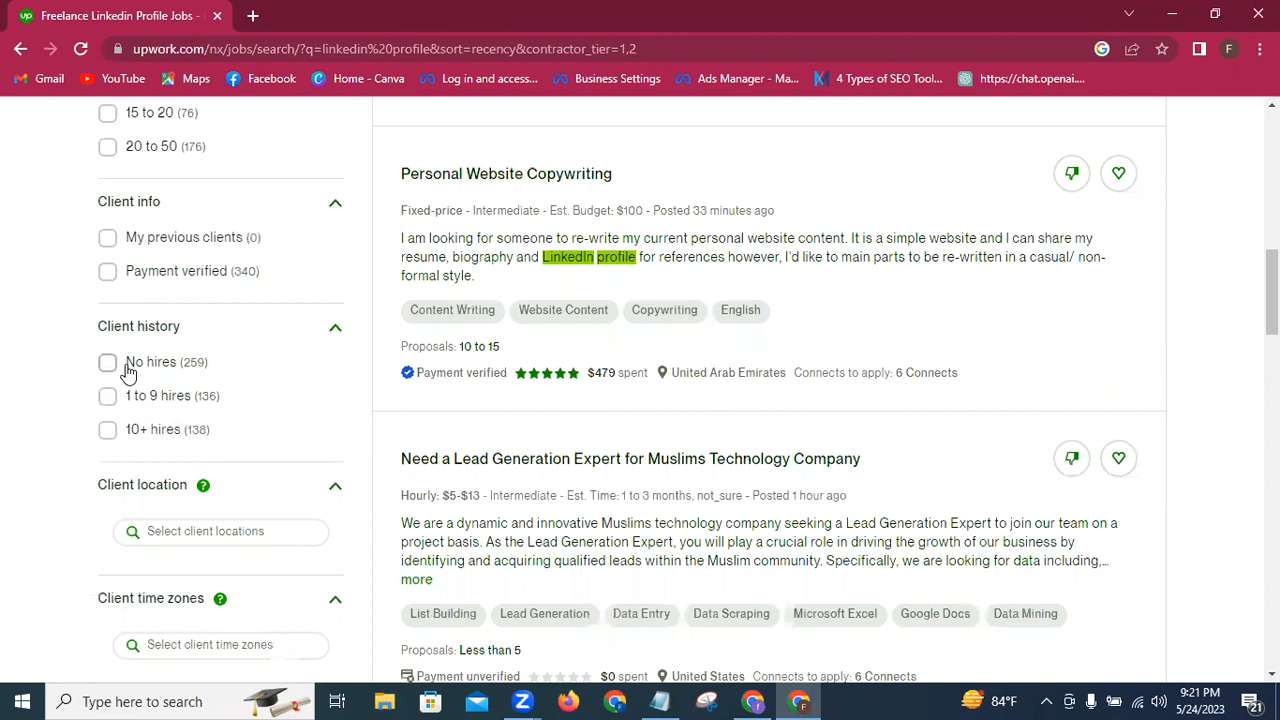 Freelance Linkedin Profile Jobs -
upwork.com/nx/jobs/search/?q=linkedin%20profile&sort=recency&contractor_tier=1,2
F
Gmail
YouTube
Maps
Facebook
Home - Canva
Log in and access...
Business Settings
Ads Manager - Ma...
4 Types of SEO Tool...
https://chat.openai....
15 to 20 (76)
20 to 50 (176)
Client info
My previous clients (0)
Payment verified (340)
Client history
No hires (259)
1 to 9 hires (136)
10+ hires (138)
Client location
Select client locations
Client time zones
Select client time zones
Personal Website Copywriting
Fixed-price - Intermediate - Est. Budget: $100 - Posted 33 minutes ago
I am looking for someone to re-write my current personal website content. It is a simple website and I can share my
resume, biography and LinkedIn profile for references however, I'd like to main parts to be re-written in a casual/ non-
formal style.
Content Writing Website Content Copywriting English
Proposals: 10 to 15
Payment verified $479 spent United Arab Emirates Connects to apply: 6 Connects
Need a Lead Generation Expert for Muslims Technology Company
Hourly: $5-$13 - Intermediate - Est. Time: 1 to 3 months, not_sure - Posted 1 hour ago
We are a dynamic and innovative Muslims technology company seeking a Lead Generation Expert to join our team on a
project basis. As the Lead Generation Expert, you will play a crucial role in driving the growth of our business by
identifying and acquiring qualified leads within the Muslim community. Specifically, we are looking for data including,...
more
List Building Lead Generation Data Entry Data Scraping Microsoft Excel Google Docs Data Mining
Proposals: Less than 5
Payment unverified $0 spent United States Connects to apply: 6 Connects
Type here to search
84°F
9:21 PM
5/24/2023
21